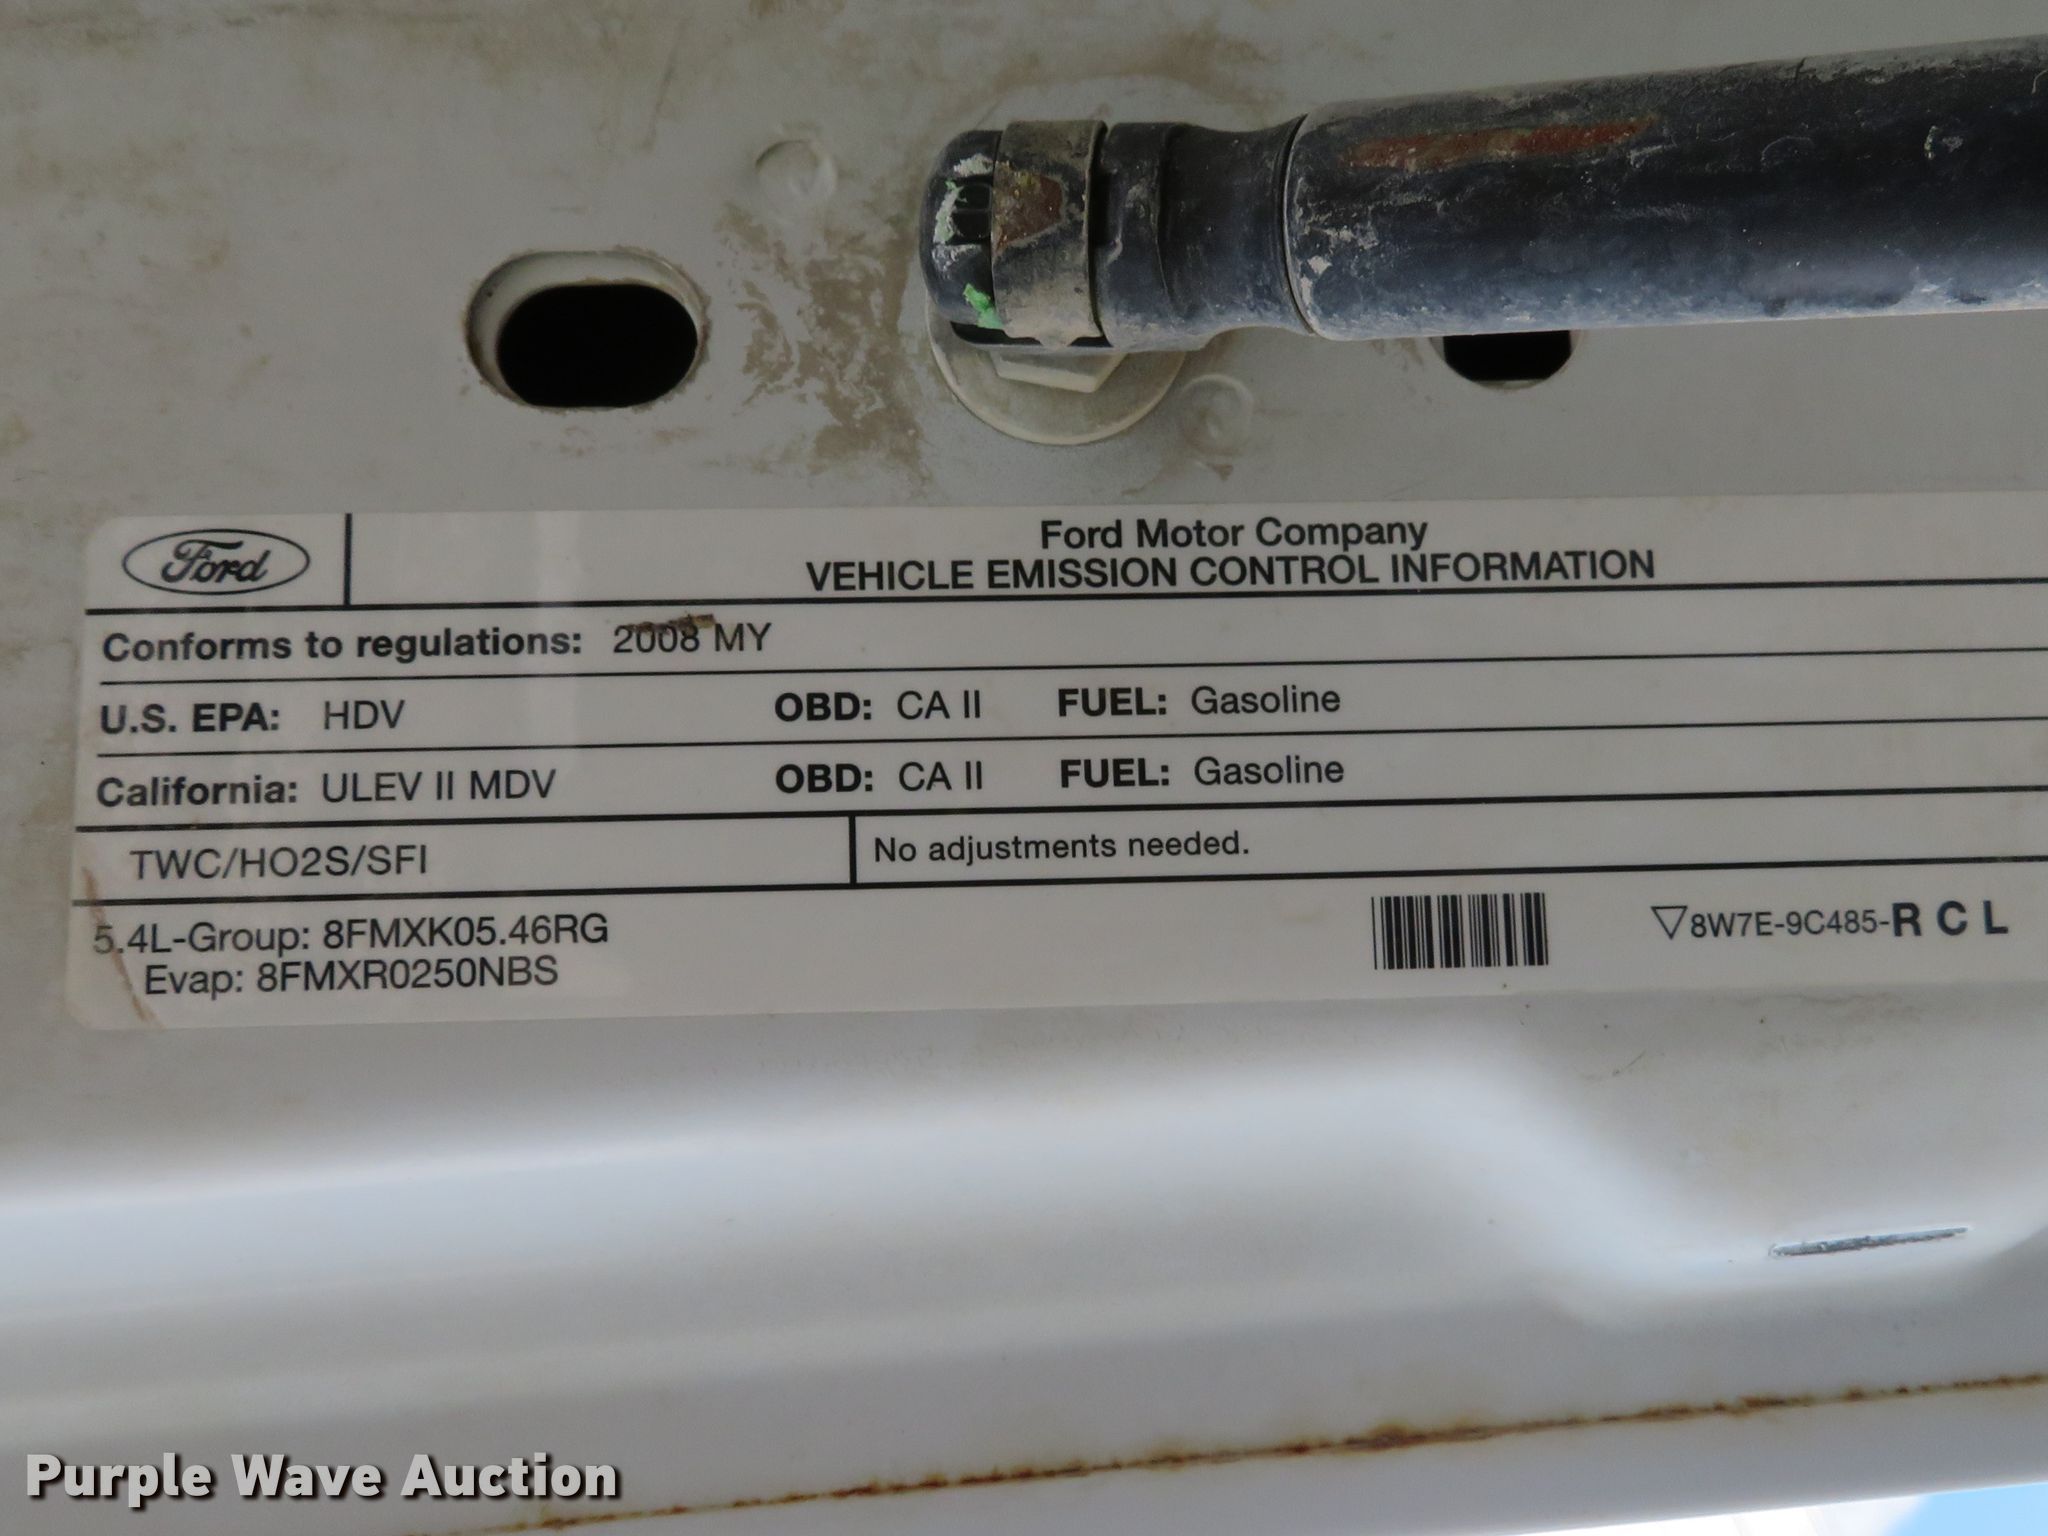 Ford
Ford Motor Company
VEHICLE EMISSION CONTROL INFORMATION
Conforms to regulations: 2008 MY
U.S. EPA: HDV OBD: CA II FUEL: Gasoline
California: ULEV II MDV OBD: CA II FUEL: Gasoline
TWC/HO2S/SFI No adjustments needed.
5.4L-Group: 8FMXK05.46RG
Evap: 8FMXR0250NBS
▽8W7E-9C485-R C L
Purple Wave Auction